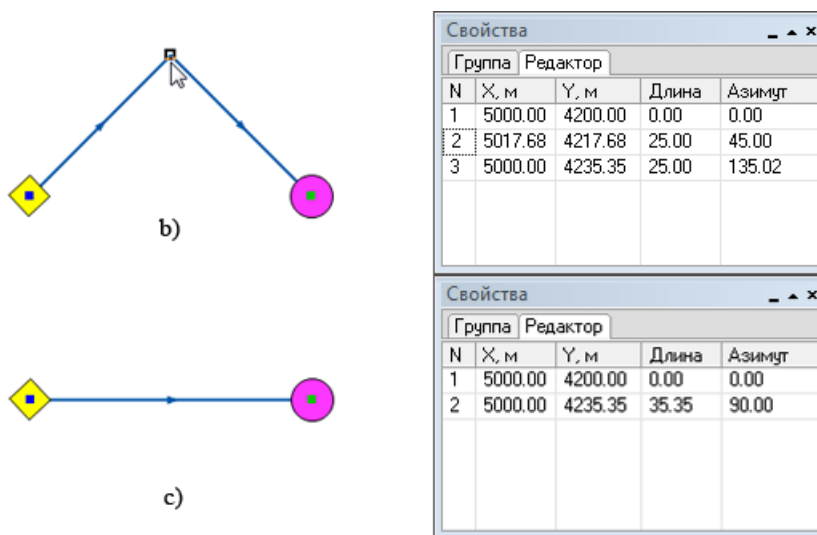 b)
Свойства
Группа Редактор
N X, м Y, м Длина Азимут
1 5000.00 4200.00 0.00 0.00
2 5017.68 4217.68 25.00 45.00
3 5000.00 4235.35 25.00 135.02
c)
Свойства
Группа Редактор
N X, м Y, м Длина Азимут
1 5000.00 4200.00 0.00 0.00
2 5000.00 4235.35 35.35 90.00